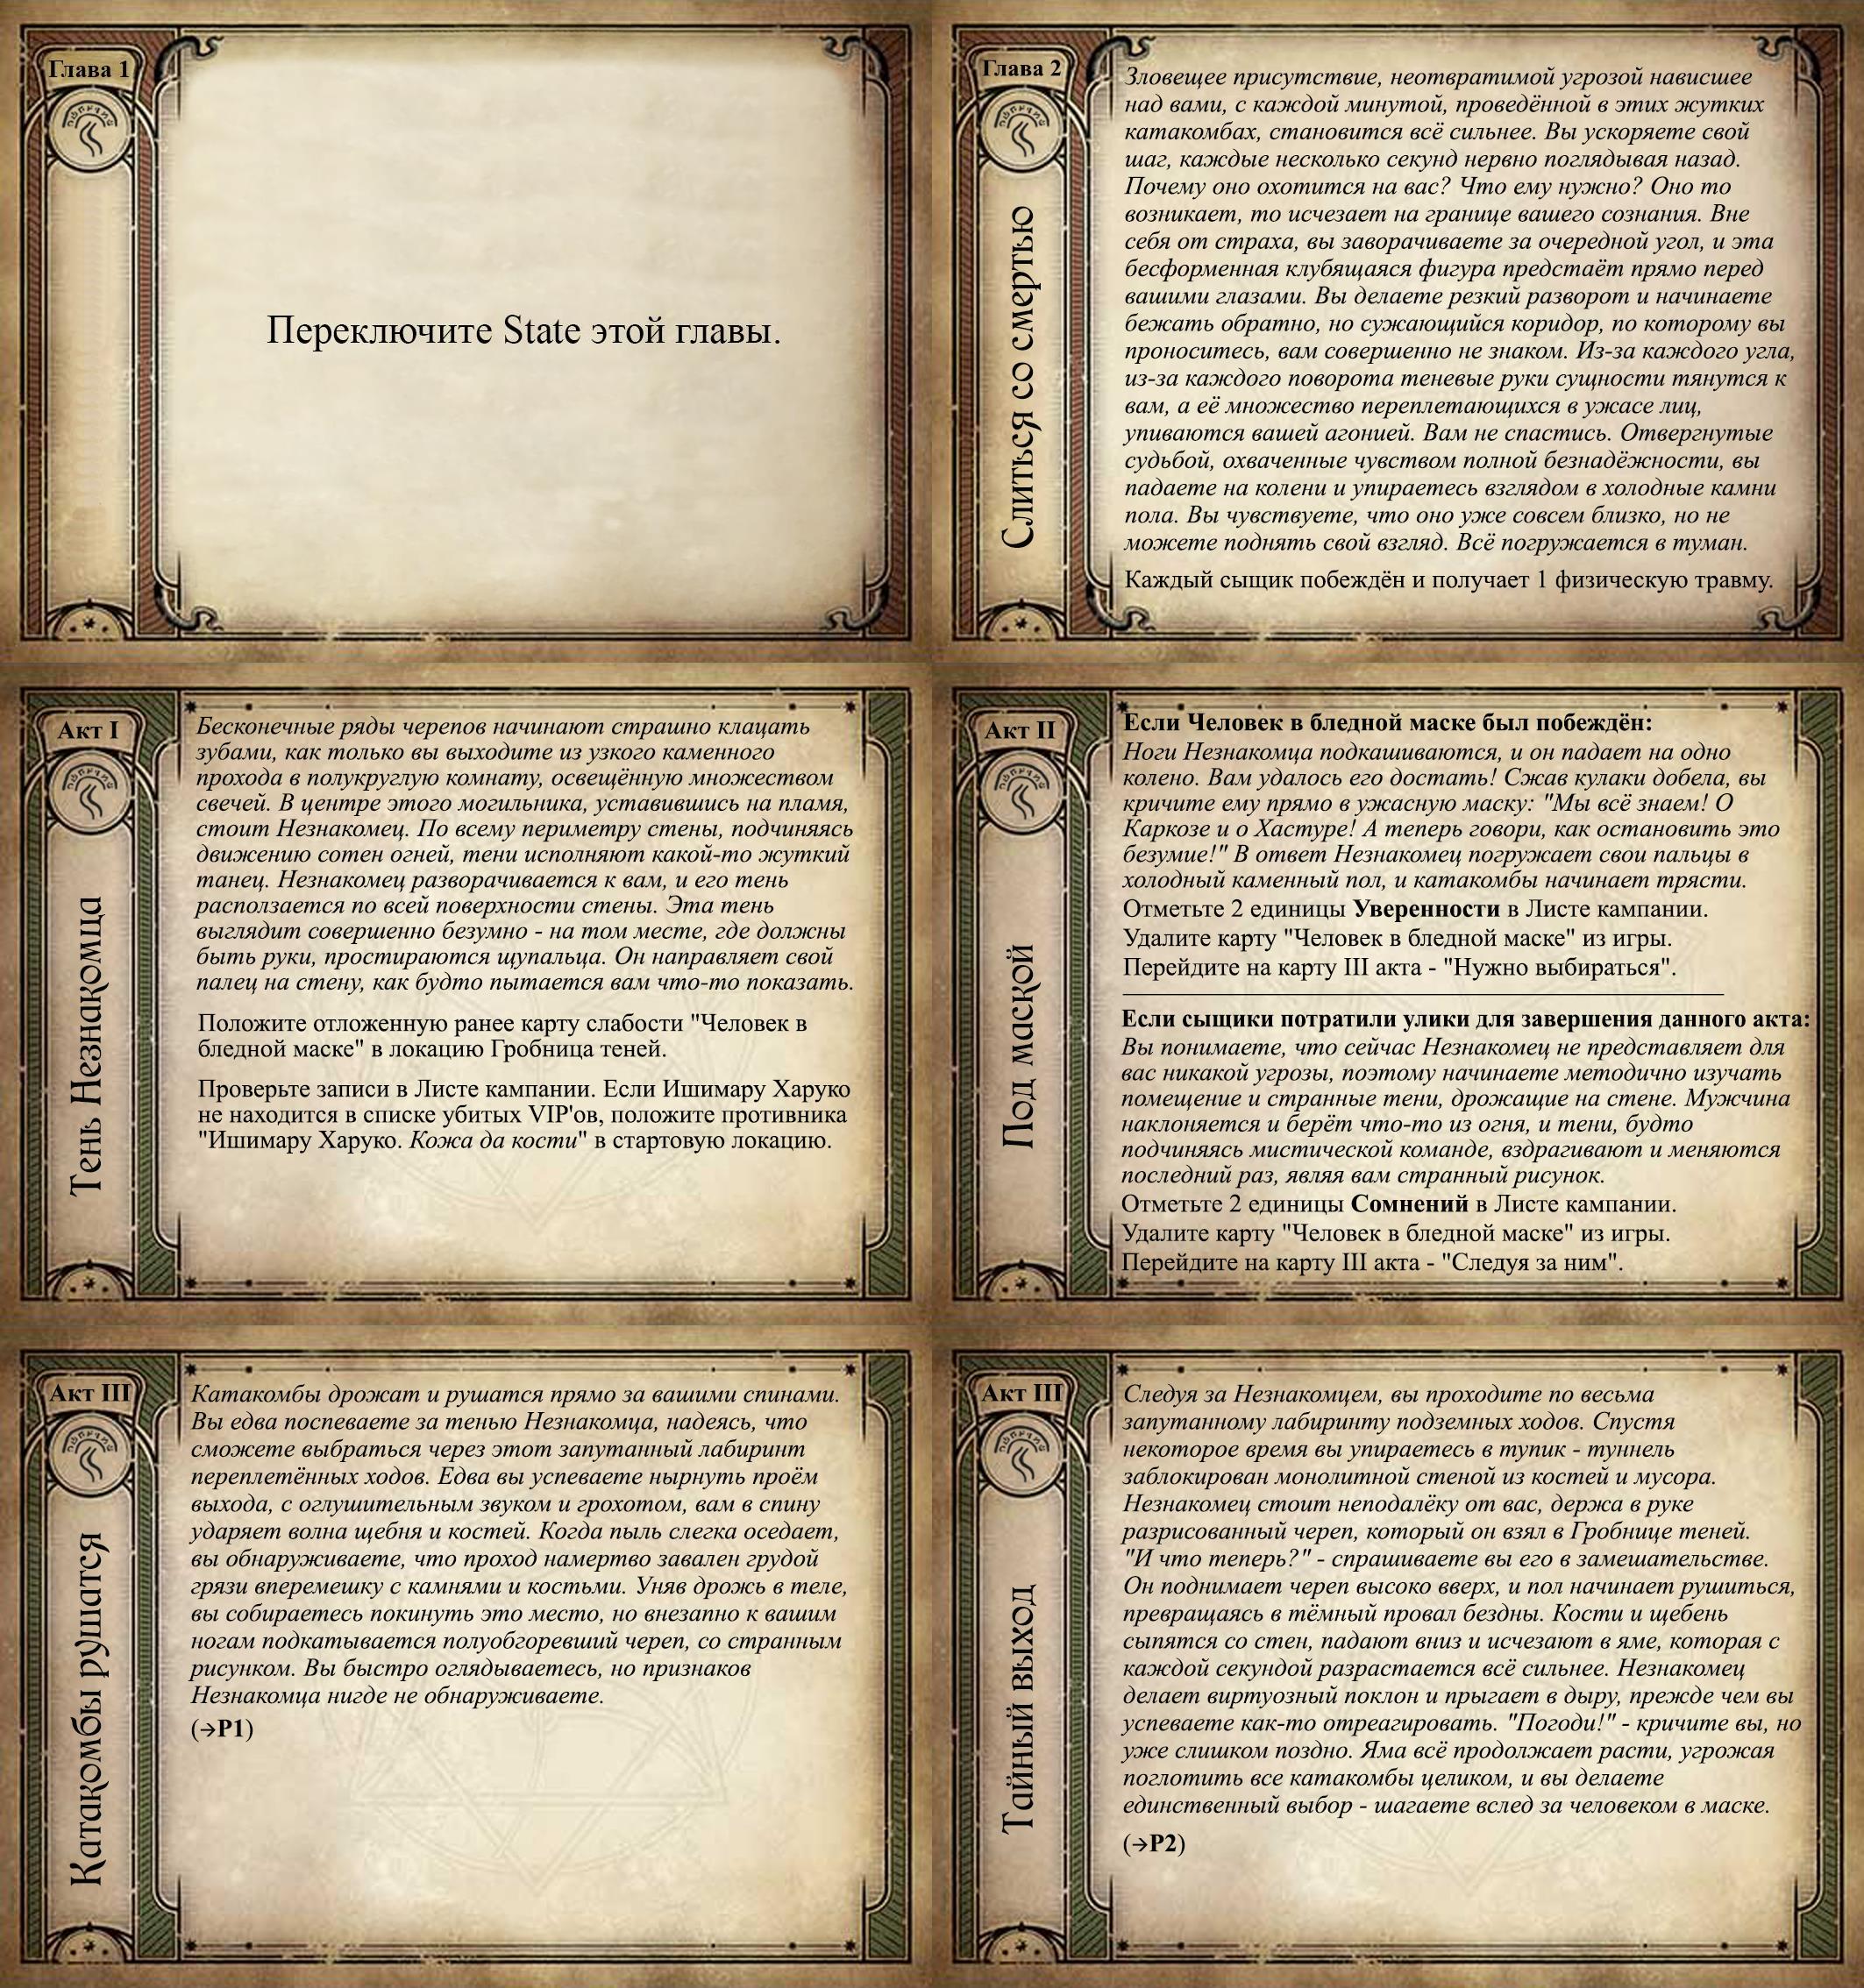 Глава 1
Переключите State этой главы.
Глава 2
Слиться со смертью
Зловещее присутствие, неотвратимой угрозой нависшее
над вами, с каждой минутой, проведённой в этих жутких
катакомбах, становится всё сильнее. Вы ускоряете свой
шаг, каждые несколько секунд нервно поглядывая назад.
Почему оно охотится на вас? Что ему нужно? Оно то
возникает, то исчезает на границе вашего сознания. Вне
себя от страха, вы заворачиваете за очередной угол, и эта
бесформенная клубящаяся фигура предстаёт прямо перед
вашими глазами. Вы делаете резкий разворот и начинаете
бежать обратно, но сужающийся коридор, по которому вы
проноситесь, вам совершенно не знаком. Из-за каждого угла,
из-за каждого поворота теневые руки сущности тянутся к
вам, а её множество переплетающихся в ужасе лиц,
упиваются вашей агонией. Вам не спастись. Отвергнутые
судьбой, охваченные чувством полной безнадёжности, вы
падаете на колени и упираетесь взглядом в холодные камни
пола. Вы чувствуете, что оно уже совсем близко, но не
можете поднять свой взгляд. Всё погружается в туман.
Каждый сыщик побеждён и получает 1 физическую травму.
Акт I
Тень Незнакомца
Бесконечные ряды черепов начинают страшно клацать
зубами, как только вы выходите из узкого каменного
прохода в полукруглую комнату, освещённую множеством
свечей. В центре этого могильника, уставившись на пламя,
стоит Незнакомец. По всему периметру стены, подчиняясь
движению сотен огней, тени исполняют какой-то жуткий
танец. Незнакомец разворачивается к вам, и его тень
расползается по всей поверхности стены. Эта тень
выглядит совершенно безумно - на том месте, где должны
быть руки, простираются щупальца. Он направляет свой
палец на стену, как будто пытается вам что-то показать.
Положите отложенную ранее карту слабости "Человек в
бледной маске" в локацию Гробница теней.
Проверьте записи в Листе кампании. Если Ишимару Харуко
не находится в списке убитых VIP'ов, положите противника
"Ишимару Харуко. Кожа да кости" в стартовую локацию.
Акт II
Под маской
Если Человек в бледной маске был побеждён:
Ноги Незнакомца подкашиваются, и он падает на одно
колено. Вам удалось его достать! Сжав кулаки добела, вы
кричите ему прямо в ужасную маску: "Мы всё знаем! О
Каркозе и о Хастуре! А теперь говори, как остановить это
безумие!" В ответ Незнакомец погружает свои пальцы в
холодный каменный пол, и катакомбы начинает трясти.
Отметьте 2 единицы Уверенности в Листе кампании.
Удалите карту "Человек в бледной маске" из игры.
Перейдите на карту III акта - "Нужно выбираться".
Если сыщики потратили улики для завершения данного акта:
Вы понимаете, что сейчас Незнакомец не представляет для
вас никакой угрозы, поэтому начинаете методично изучать
помещение и странные тени, дрожащие на стене. Мужчина
наклоняется и берёт что-то из огня, и тени, будто
подчиняясь мистической команде, вздрагивают и меняются
последний раз, являя вам странный рисунок.
Отметьте 2 единицы Сомнений в Листе кампании.
Удалите карту "Человек в бледной маске" из игры.
Перейдите на карту III акта - "Следуя за ним".
Акт III
Катакомбы рушатся
Катакомбы дрожат и рушатся прямо за вашими спинами.
Вы едва поспеваете за тенью Незнакомца, надеясь, что
сможете выбраться через этот запутанный лабиринт
переплетённых ходов. Едва вы успеваете нырнуть проём
выхода, с оглушительным звуком и грохотом, вам в спину
ударяет волна щебня и костей. Когда пыль слегка оседает,
вы обнаруживаете, что проход намертво завален грудой
грязи вперемешку с камнями и костьми. Уняв дрожь в теле,
вы собираетесь покинуть это место, но внезапно к вашим
ногам подкатывается полуобгоревший череп, со странным
рисунком. Вы быстро оглядываетесь, но признаков
Незнакомца нигде не обнаруживаете.
(→Р1)
Акт III
Тайный выход
Следуя за Незнакомцем, вы проходите по весьма
запутанному лабиринту подземных ходов. Спустя
некоторое время вы упираетесь в тупик - туннель
заблокирован монолитной стеной из костей и мусора.
Незнакомец стоит неподалёку от вас, держа в руке
разрисованный череп, который он взял в Гробнице теней.
"И что теперь?" - спрашиваете вы его в замешательстве.
Он поднимает череп высоко вверх, и пол начинает рушиться,
превращаясь в тёмный провал бездны. Кости и щебень
сыпятся со стен, падают вниз и исчезают в яме, которая с
каждой секундой разрастается всё сильнее. Незнакомец
делает виртуозный поклон и прыгает в дыру, прежде чем вы
успеваете как-то отреагировать. "Погоди!" - кричите вы, но
уже слишком поздно. Яма всё продолжает расти, угрожая
поглотить все катакомбы целиком, и вы делаете
единственный выбор - шагаете вслед за человеком в маске.
(→Р2)